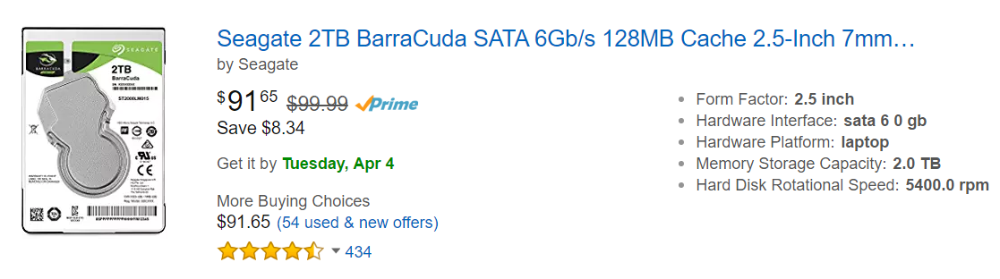 Seagate 2TB BarraCuda SATA 6Gb/s 128MB Cache 2.5-Inch 7mm…
by Seagate
$91 65 $99.99 Prime
Save $8.34
Get it by Tuesday, Apr 4
More Buying Choices
$91.65 (54 used & new offers)
434
Form Factor: 2.5 inch
Hardware Interface: sata 6 0 gb
Hardware Platform: laptop
Memory Storage Capacity: 2.0 TB
Hard Disk Rotational Speed: 5400.0 rpm
BARRACUDA
SEAGATE
2TB
BarraCuda
ST2000LM015